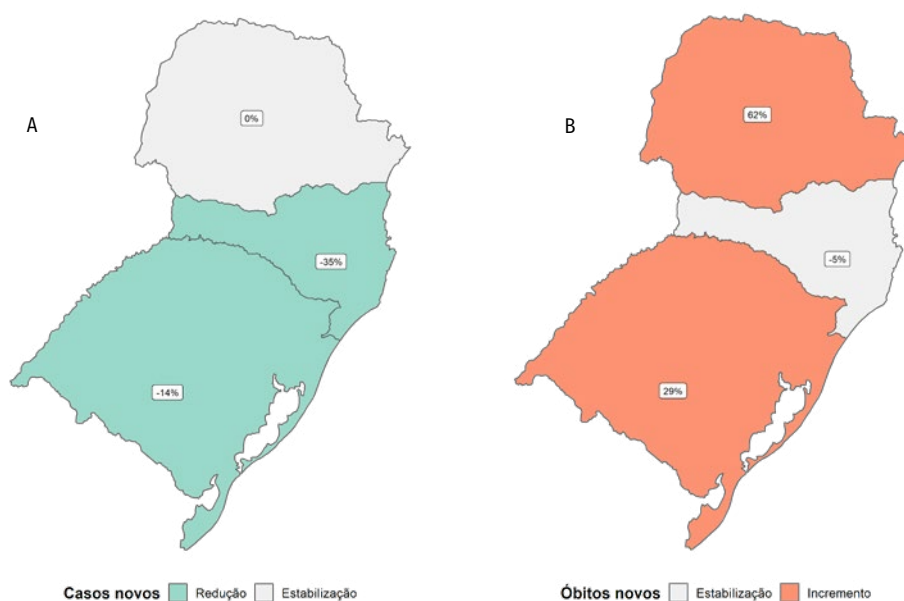 A
0%
-35%
-14%
Casos novos Redução Estabilização
B
62%
-5%
29%
Óbitos novos Estabilização Incremento